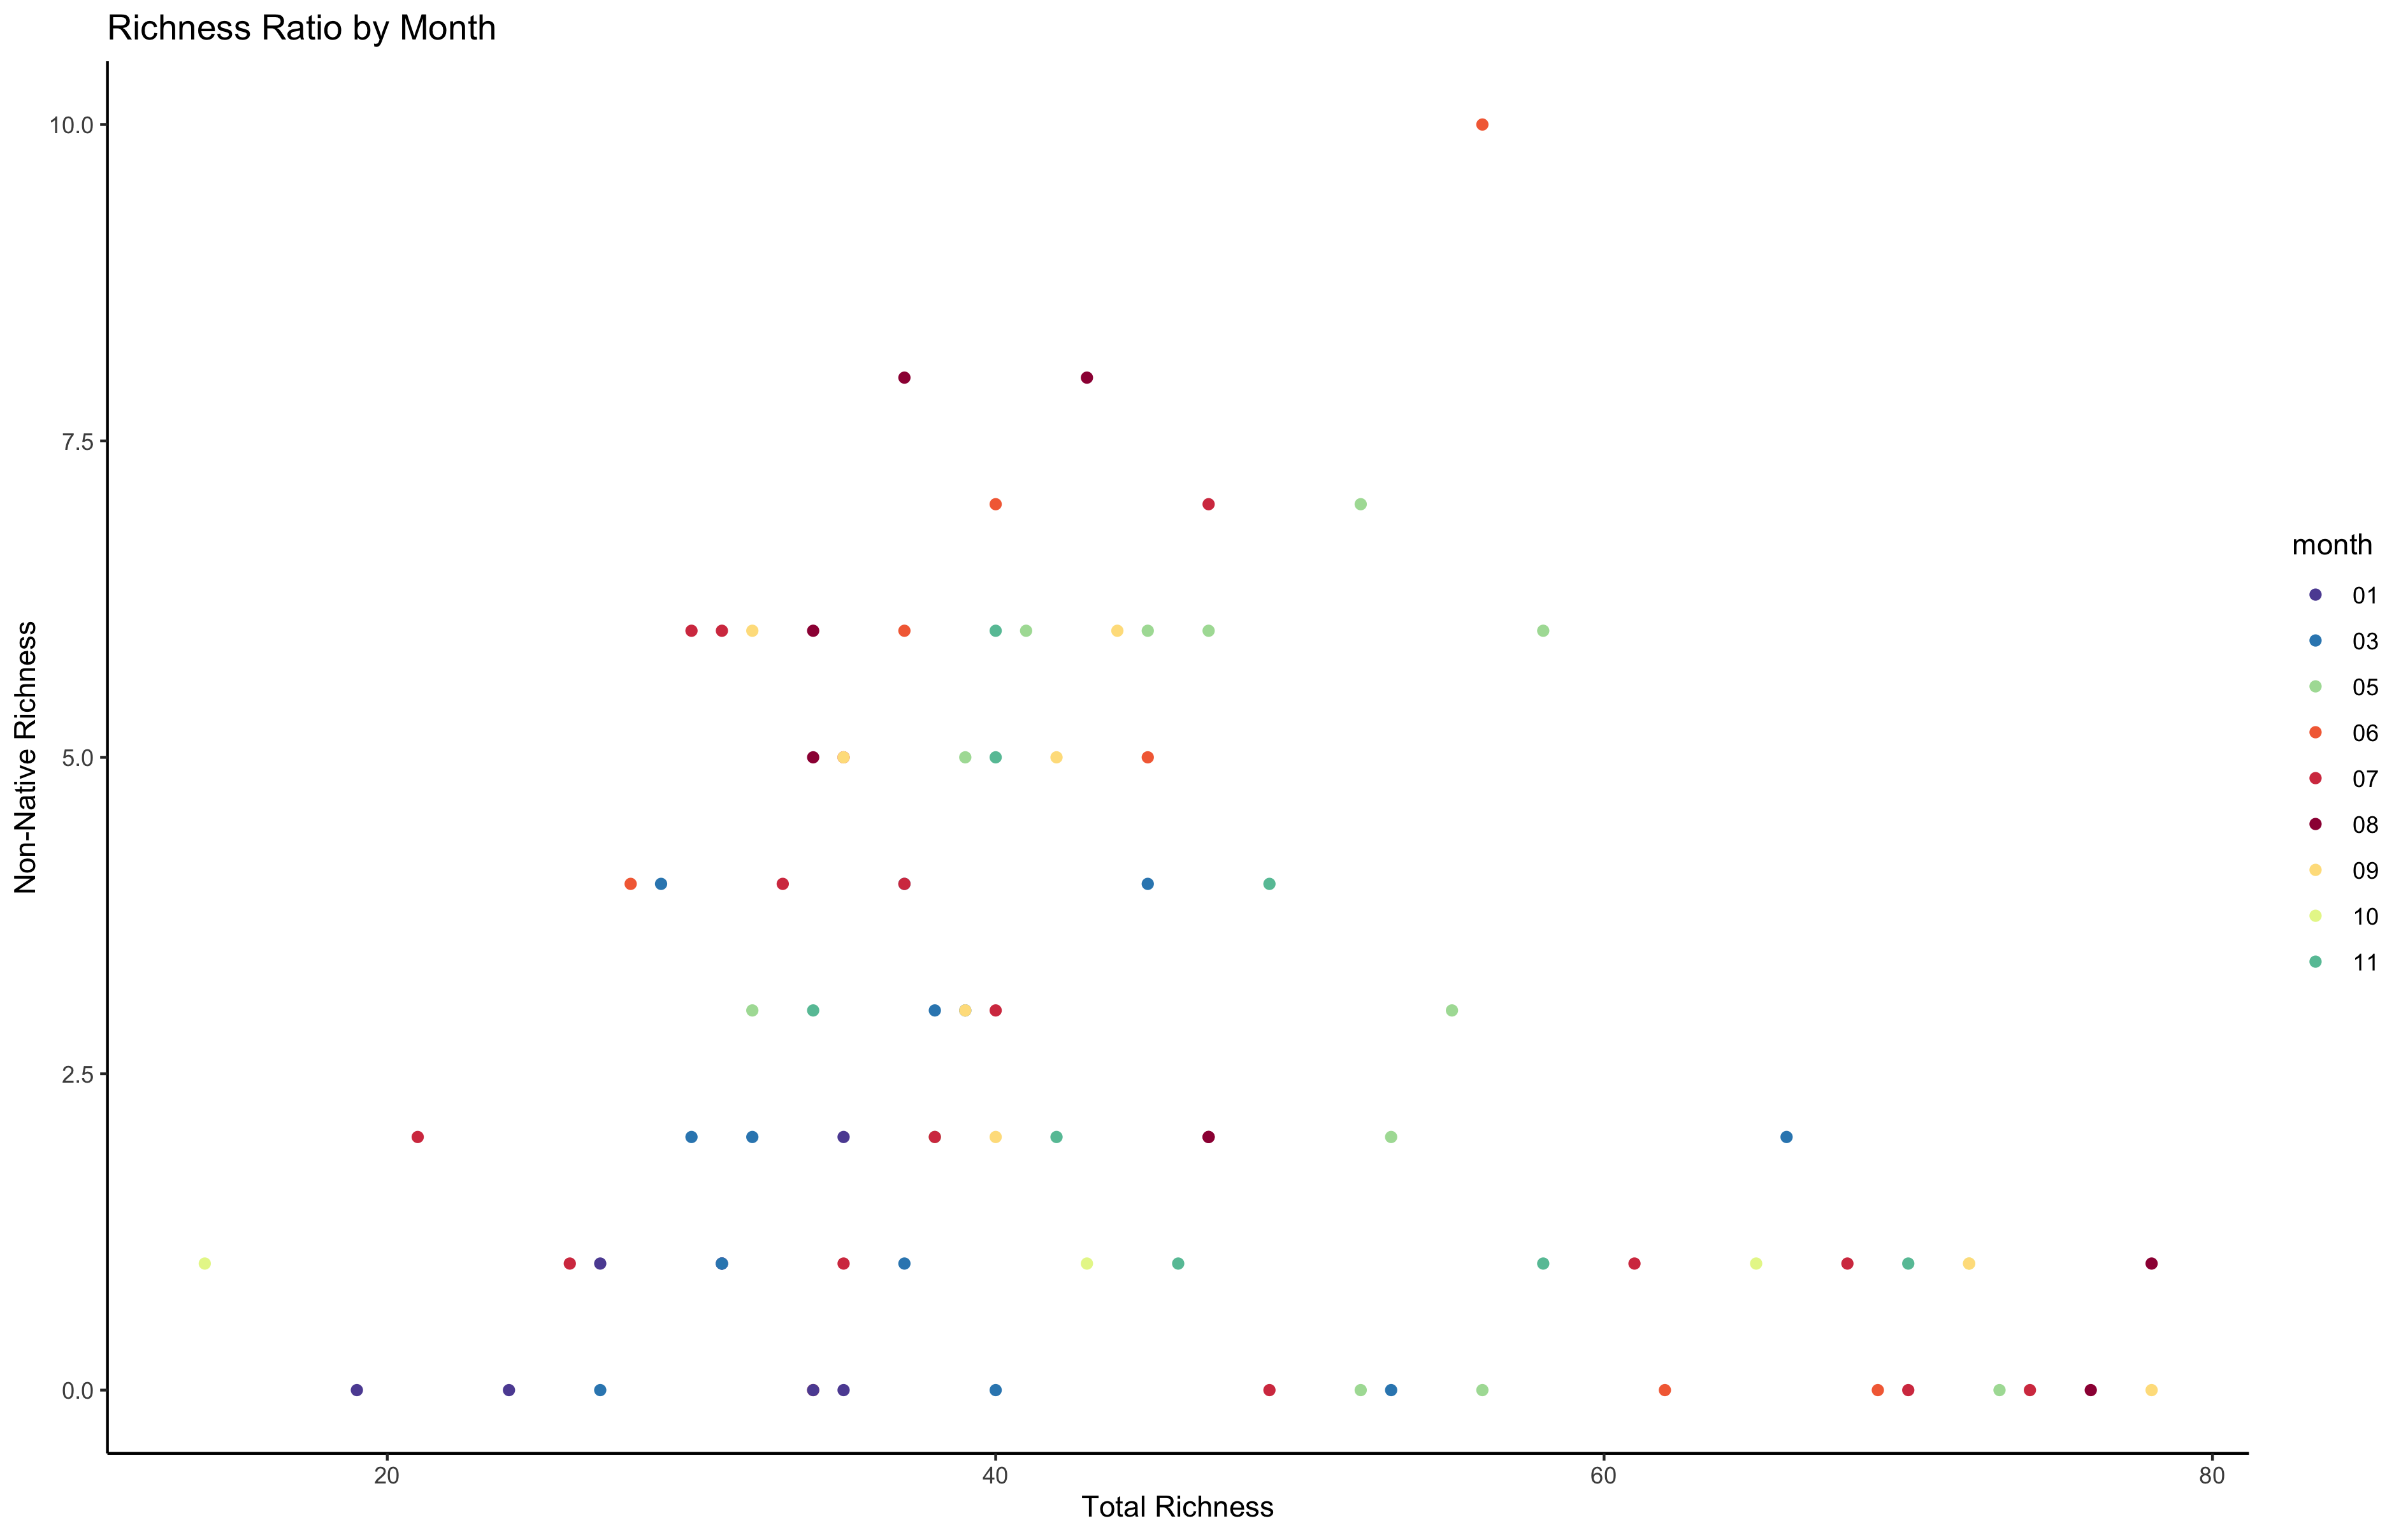 Richness Ratio by Month
10.0
7.5
5.0
2.5
0.0
Non-Native Richness
20 40 60 80
Total Richness
month
01
03
05
06
07
08
09
10
11